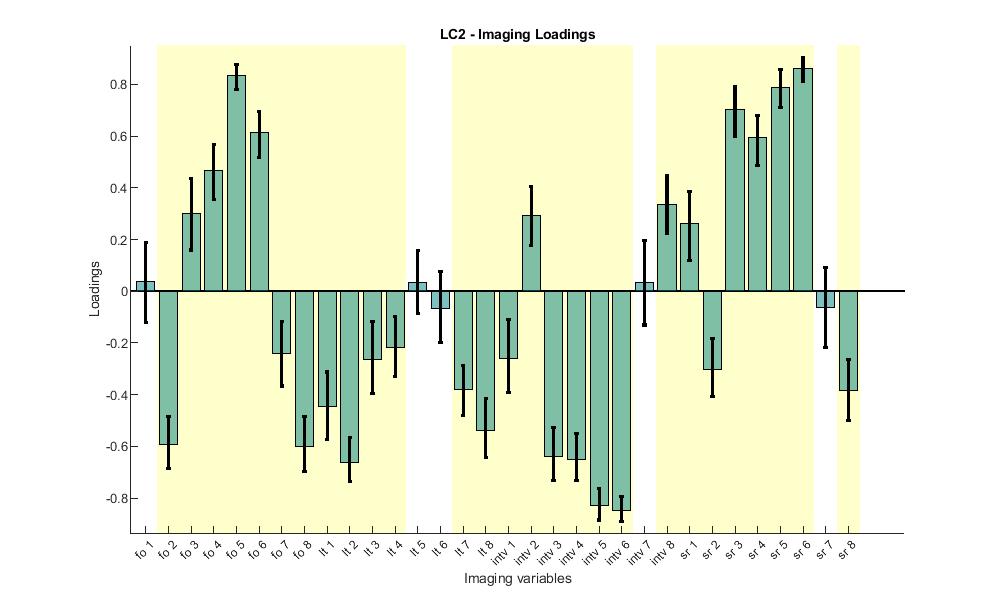 LC2 - Imaging Loadings
Loadings
0.8
0.6
0.4
0.2
0
-0.2
-0.4
-0.6
-0.8
fo 1
fo 2
fo 3
fo 4
fo 5
fo 6
fo 7
fo 8
lt 1
lt 2
lt 3
lt 4
lt 5
lt 6
lt 7
lt 8
intv 1
intv 2
intv 3
intv 4
intv 5
intv 6
intv 7
intv 8
sr 1
sr 2
sr 3
sr 4
sr 5
sr 6
sr 7
sr 8
Imaging variables